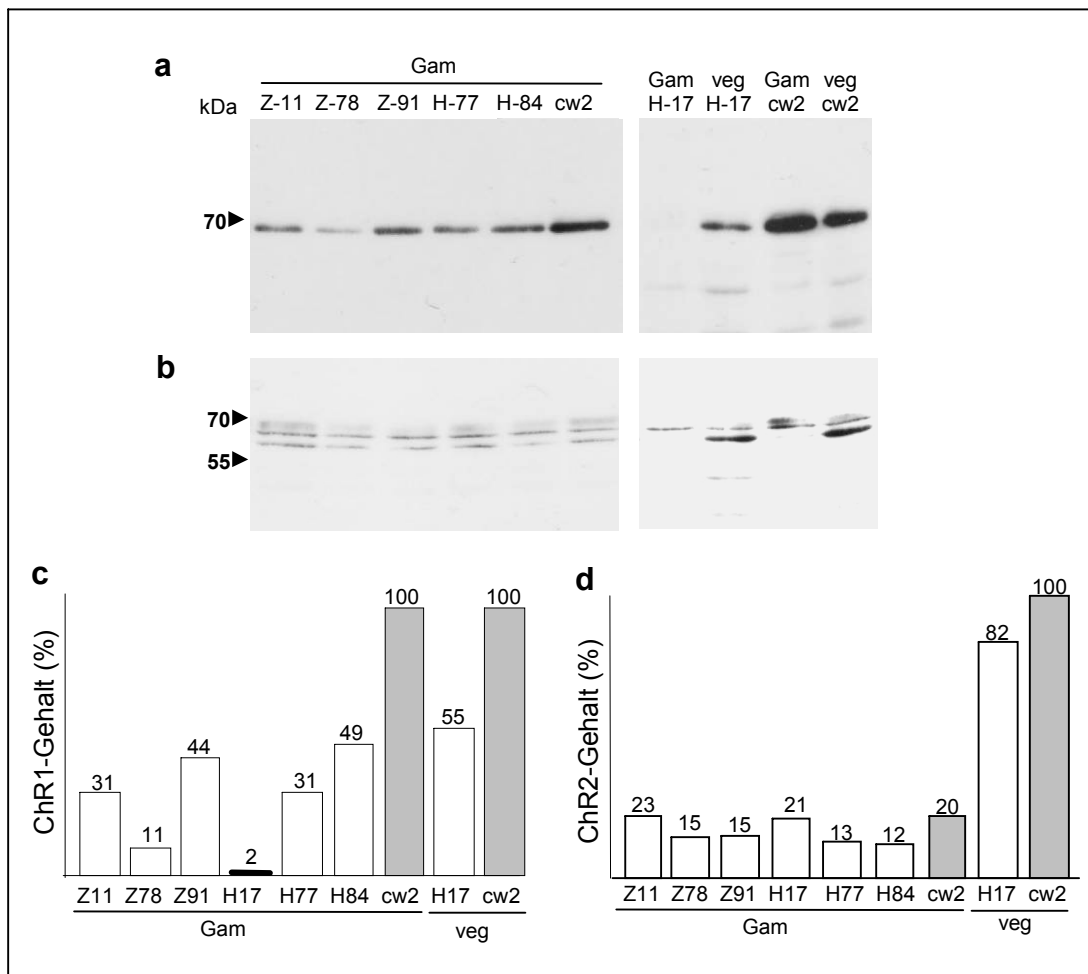 a
Gam
kDa
Z-11 Z-78 Z-91 H-77 H-84 cw2
Gam veg Gam veg
H-17 H-17 cw2 cw2
70
b
70
55
c
ChR1-Gehalt (%)
31 11 44 2 31 49 100 55 100
Z11 Z78 Z91 H17 H77 H84 cw2 H17 cw2
Gam veg
d
ChR2-Gehalt (%)
23 15 15 21 13 12 20 82 100
Z11 Z78 Z91 H17 H77 H84 cw2 H17 cw2
Gam veg